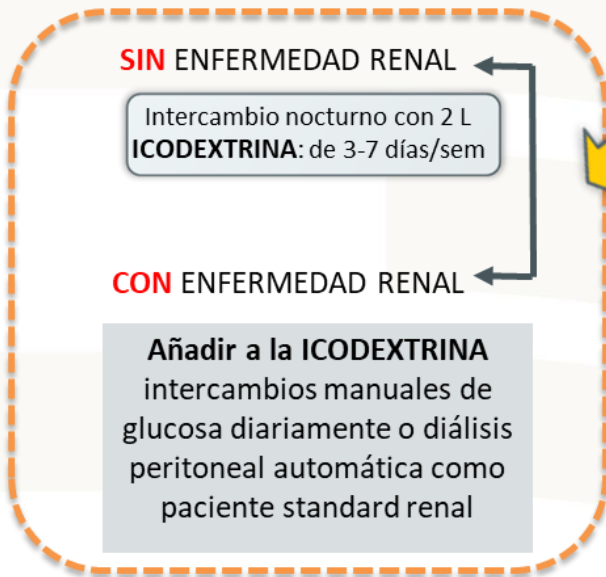 SIN ENFERMEDAD RENAL
Intercambio nocturno con 2 L
ICODEXTRINA: de 3-7 días/sem
CON ENFERMEDAD RENAL
Añadir a la ICODEXTRINA
intercambios manuales de
glucosa diariamente o diálisis
peritoneal automática como
paciente standard renal